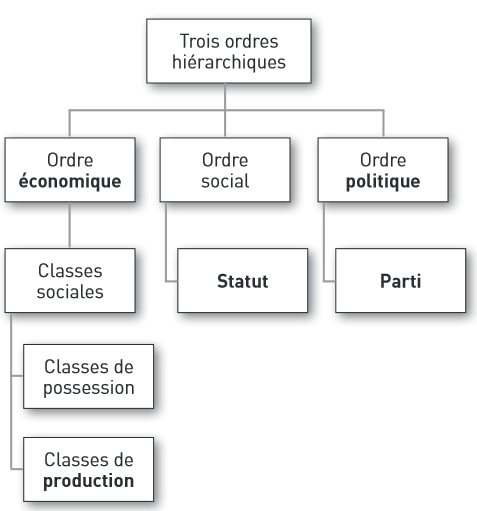 Trois ordres
hiérarchiques
Ordre
économique
Ordre
social
Ordre
politique
Classes
sociales
Statut
Parti
Classes de
possession
Classes de
production